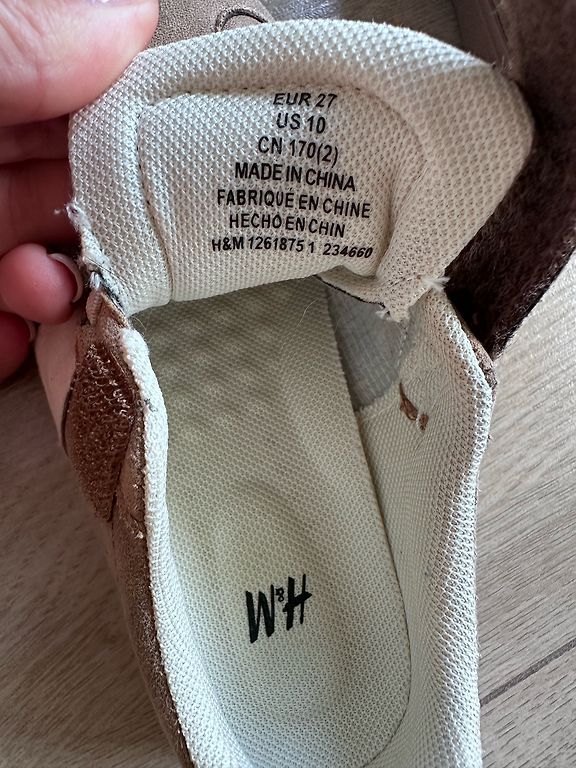 EUR 27
US 10
CN 170(2)
MADE IN CHINA
FABRIQUÉ EN CHINE
HECHO EN CHIN
H&M 1261875 1 234660
H&M